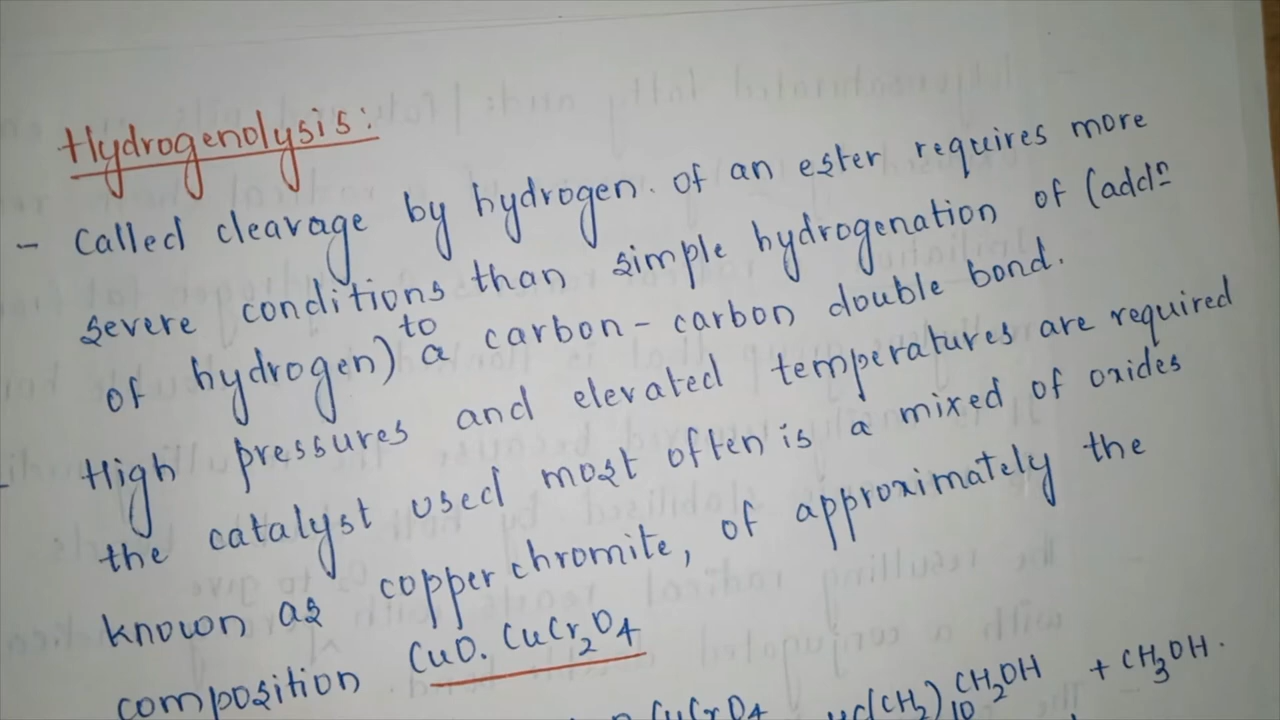 Hydrogenolysis:
- Called cleavage by hydrogen. of an ester requires more
severe conditions than simple hydrogenation of (addⁿ
of hydrogen) to a carbon-carbon double bond.
- High pressures and elevated temperatures are required
the catalyst used most often is a mixed of oxides
known as copper chromite, of approximately the
composition CuO. CuCr₂O₄
CH₂OH + CH₃OH.
(CH₂)₁₀